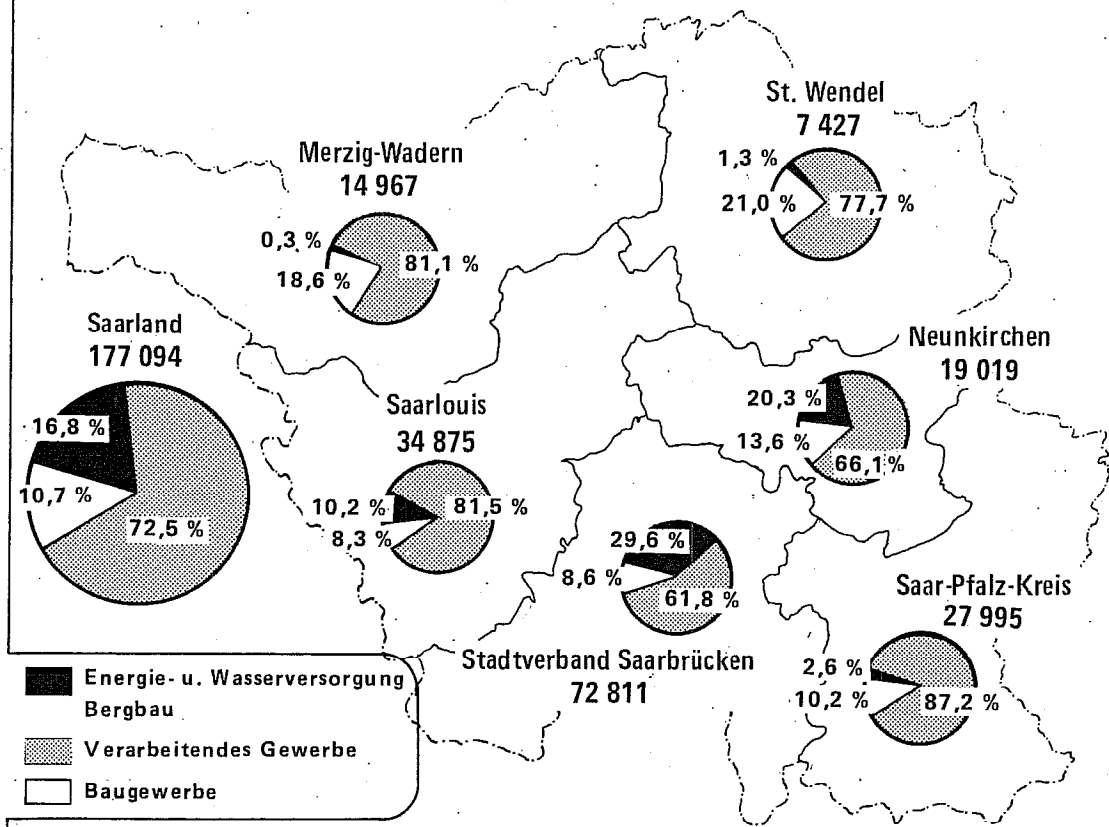 St. Wendel
7 427
1,3 %
21,0 %
77,7 %
Merzig-Wadern
14 967
0,3 %
18,6 %
81,1 %
Saarland
177 094
16,8 %
10,7 %
72,5 %
Saarlouis
34 875
10,2 %
8,3 %
81,5 %
Neunkirchen
19 019
20,3 %
13,6 %
66,1 %
29,6 %
8,6 %
61,8 %
Stadtverband Saarbrücken
72 811
Saar-Pfalz-Kreis
27 995
2,6 %
10,2 %
87,2 %
Energie- u. Wasserversorgung
Bergbau
Verarbeitendes Gewerbe
Baugewerbe